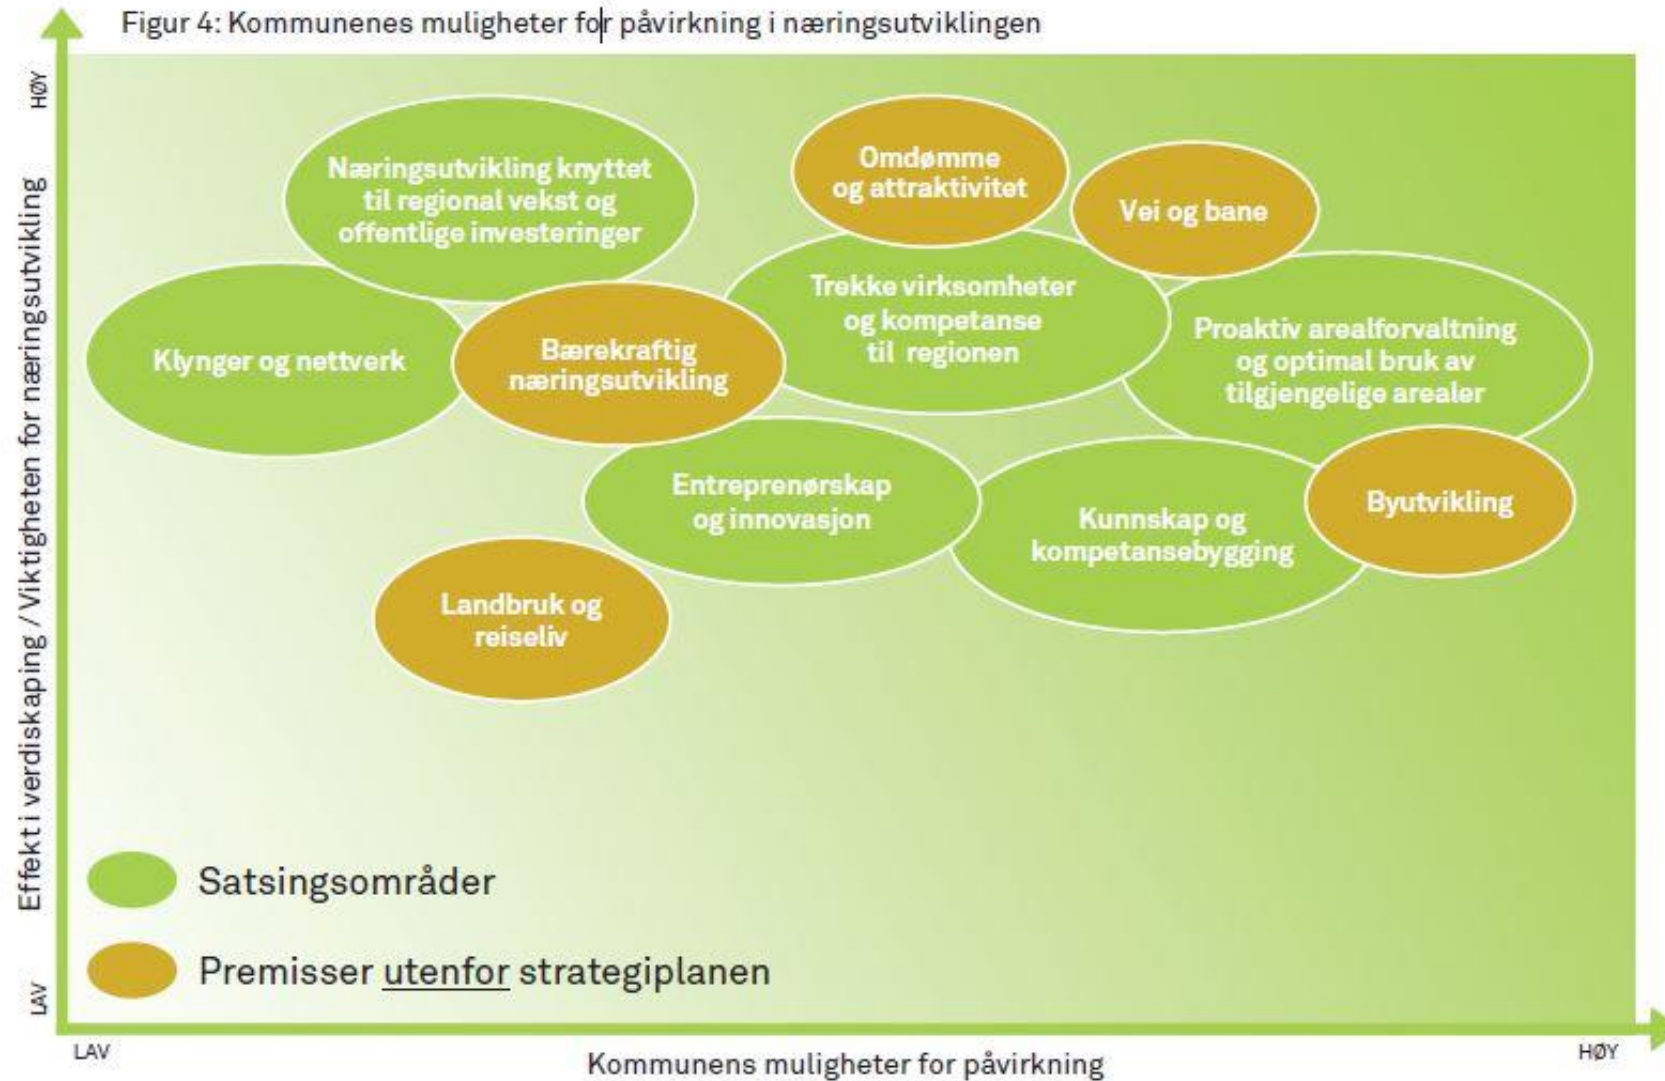 Figur 4: Kommunenes muligheter for påvirkning i næringsutviklingen
HØY
Effekt i verdiskaping / Viktigheten for næringsutvikling
LAV
Næringsutvikling knyttet
til regional vekst og
offentlige investeringer
Omdømme
og attraktivitet
Vei og bane
Klynger og nettverk
Bærekraftig
næringsutvikling
Trekke virksomheter
og kompetanse
til regionen
Proaktiv arealforvaltning
og optimal bruk av
tilgjengelige arealer
Entreprenørskap
og innovasjon
Kunnskap og
kompetansebygging
Byutvikling
Landbruk og
reiseliv
Satsingsområder
Premisser utenfor strategiplanen
LAV
Kommunens muligheter for påvirkning
HØY